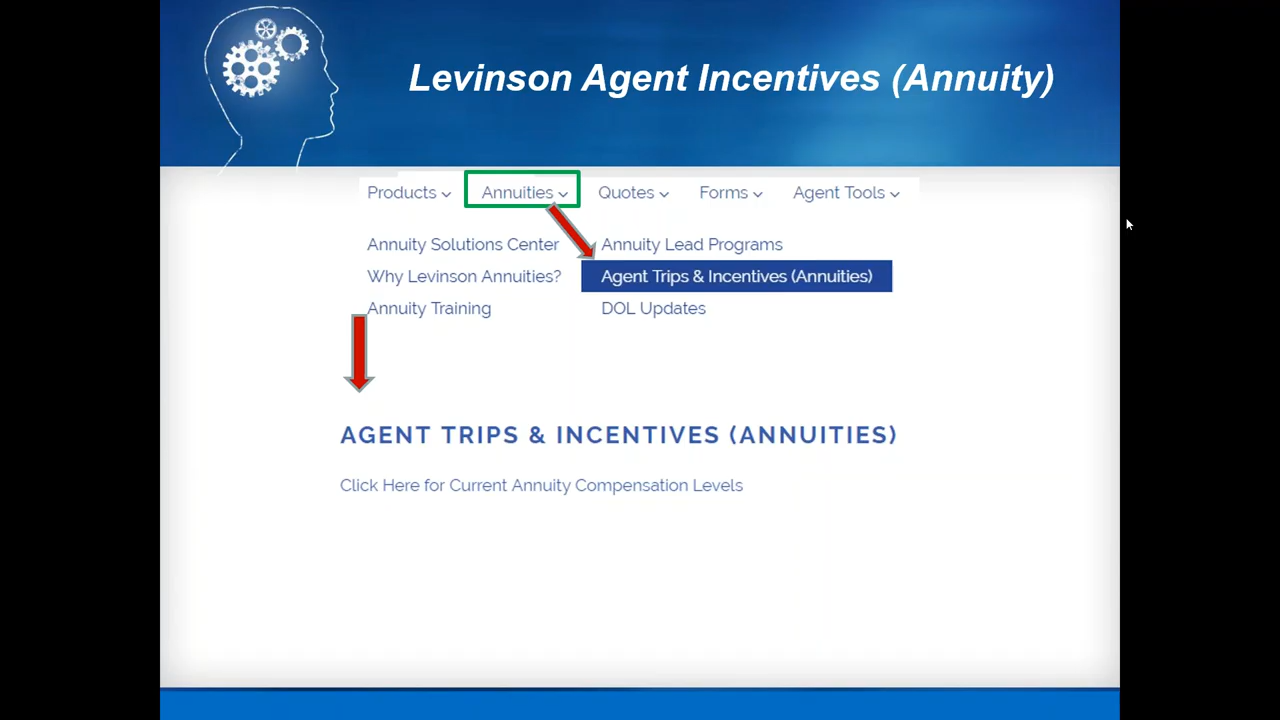 Levinson Agent Incentives (Annuity)
Products Annuities Quotes Forms Agent Tools
Annuity Solutions Center Annuity Lead Programs
Why Levinson Annuities? Agent Trips & Incentives (Annuities)
Annuity Training DOL Updates
AGENT TRIPS & INCENTIVES (ANNUITIES)
Click Here for Current Annuity Compensation Levels